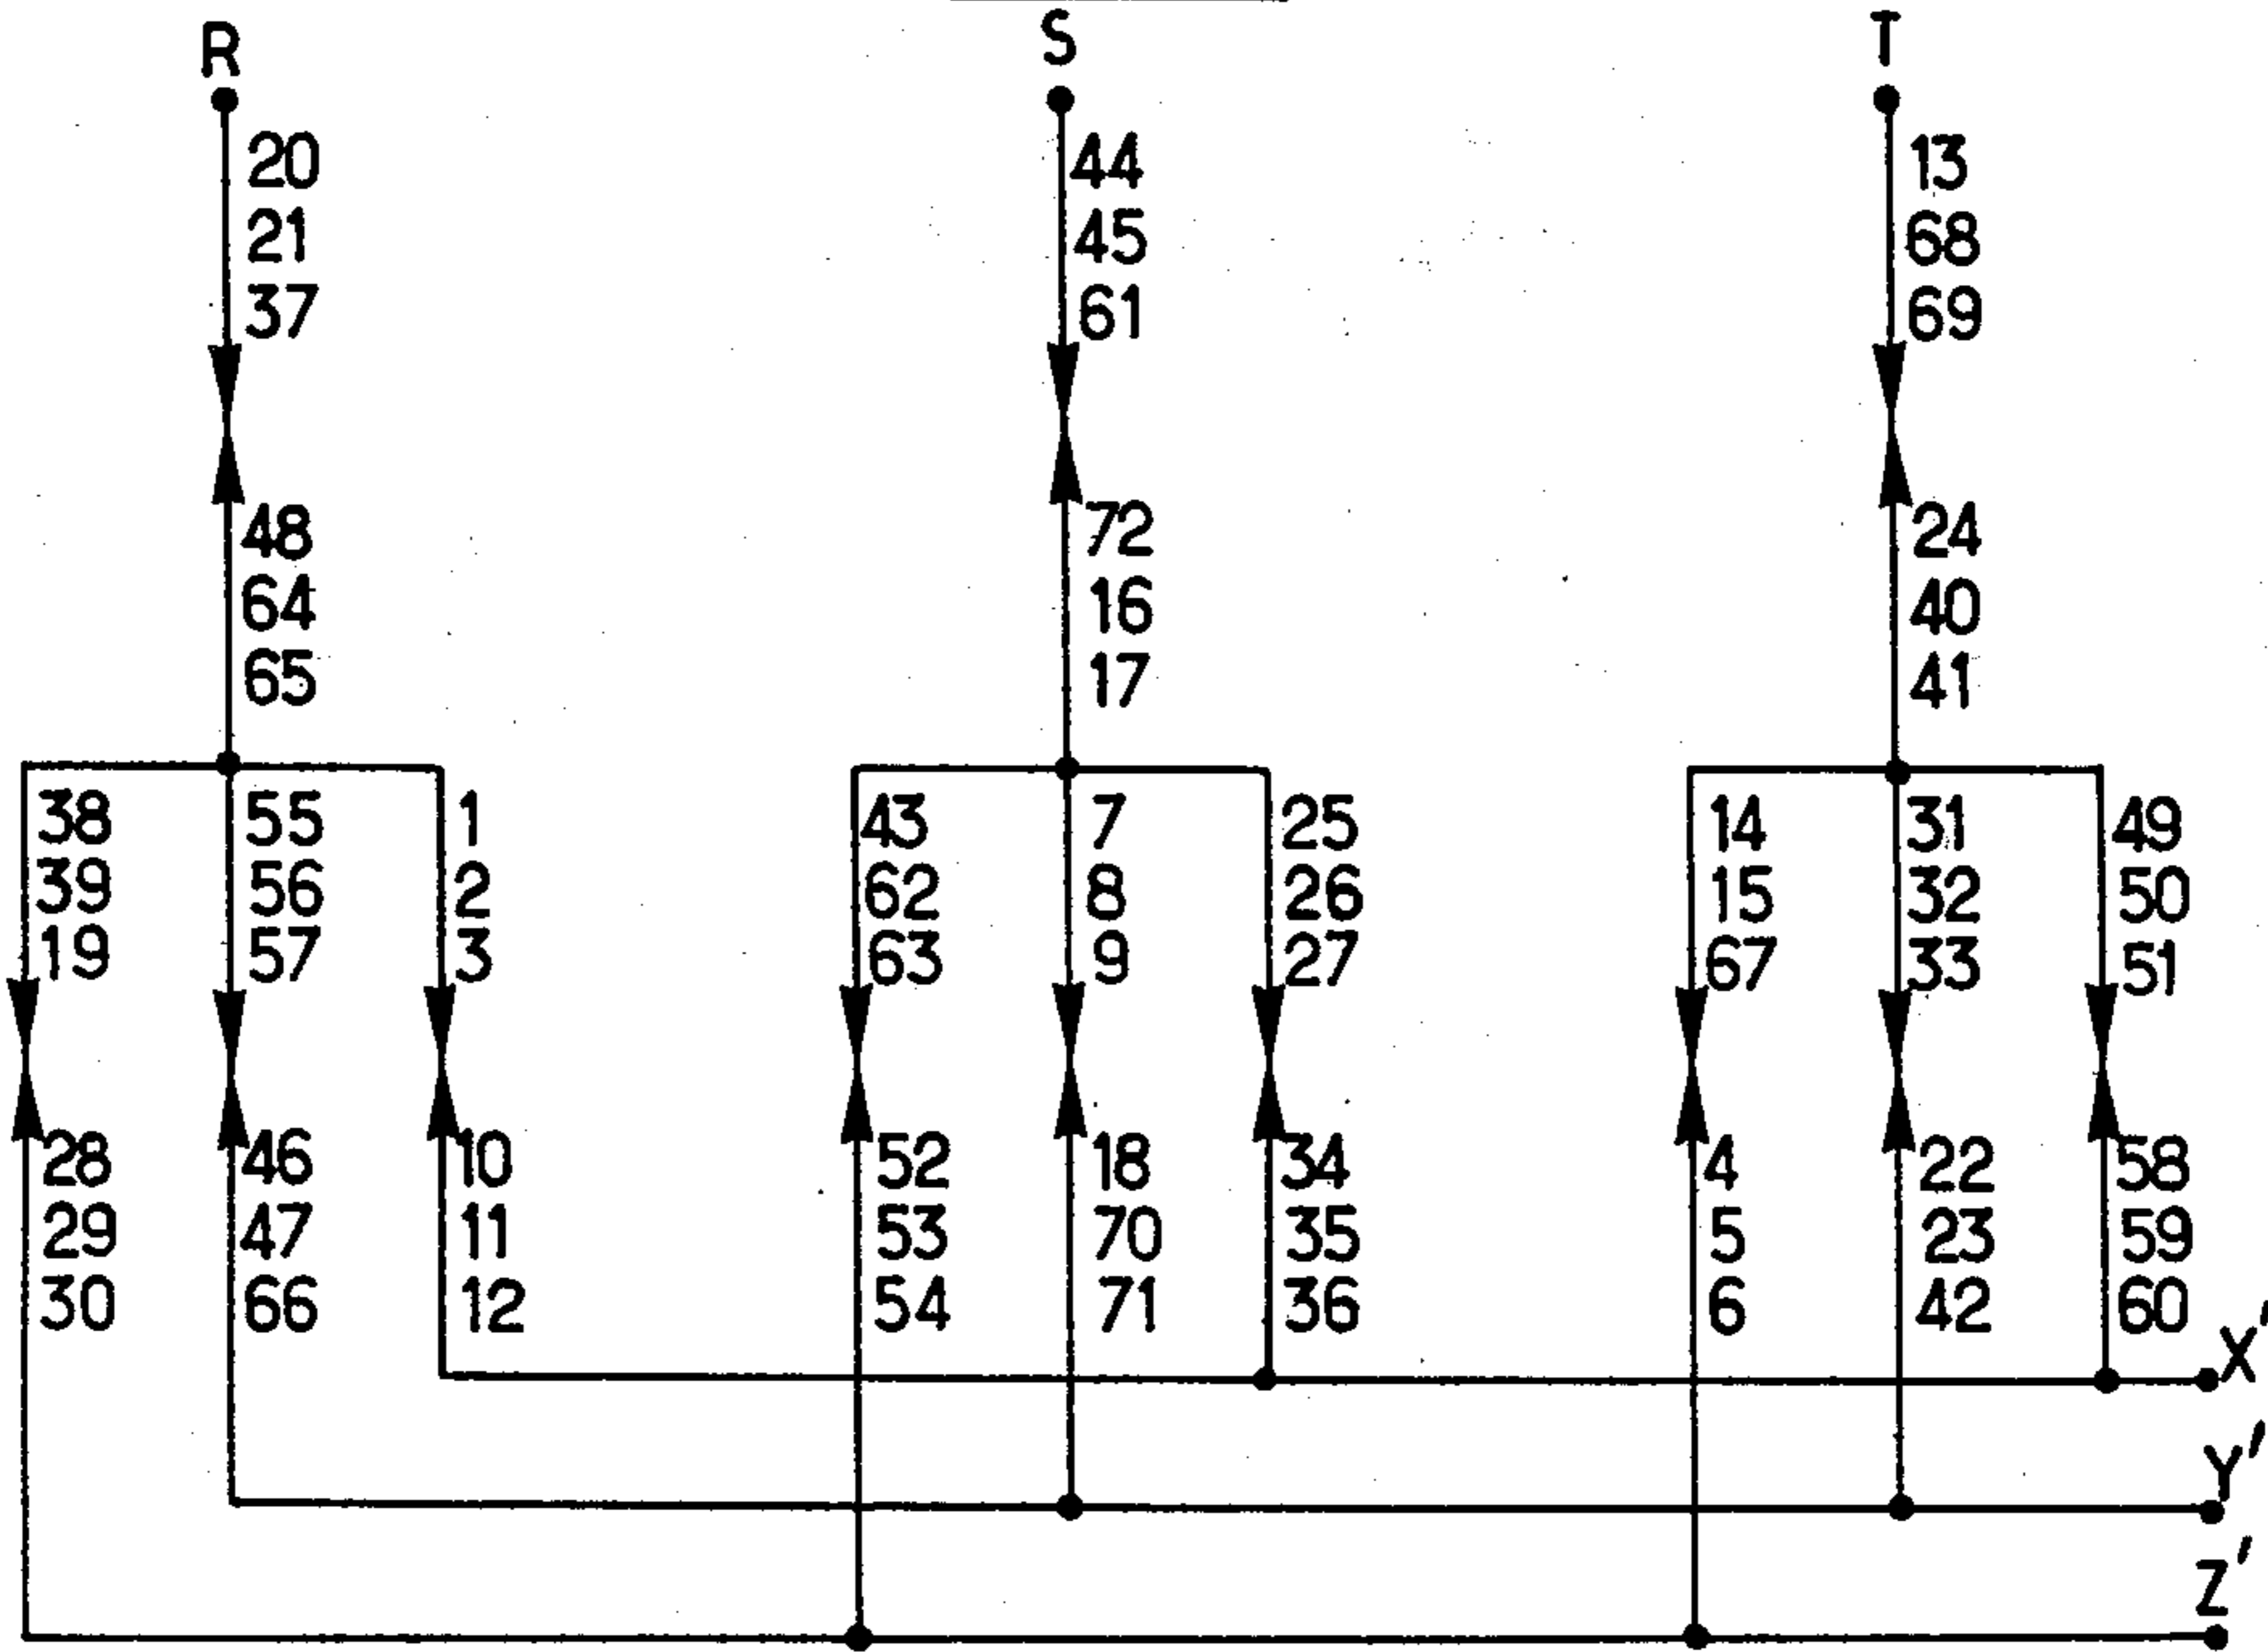 R S T
20 44 13
21 45 68
37 61 69
48 72 24
64 16 40
65 17 41
38 55 1 43 7 25 14 31 49
39 56 2 62 8 26 15 32 50
19 57 3 63 9 27 67 33 51
28 46 10 52 18 34 4 22 58
29 47 11 53 70 35 5 23 59
30 66 12 54 71 36 6 42 60
X'
Y'
Z'